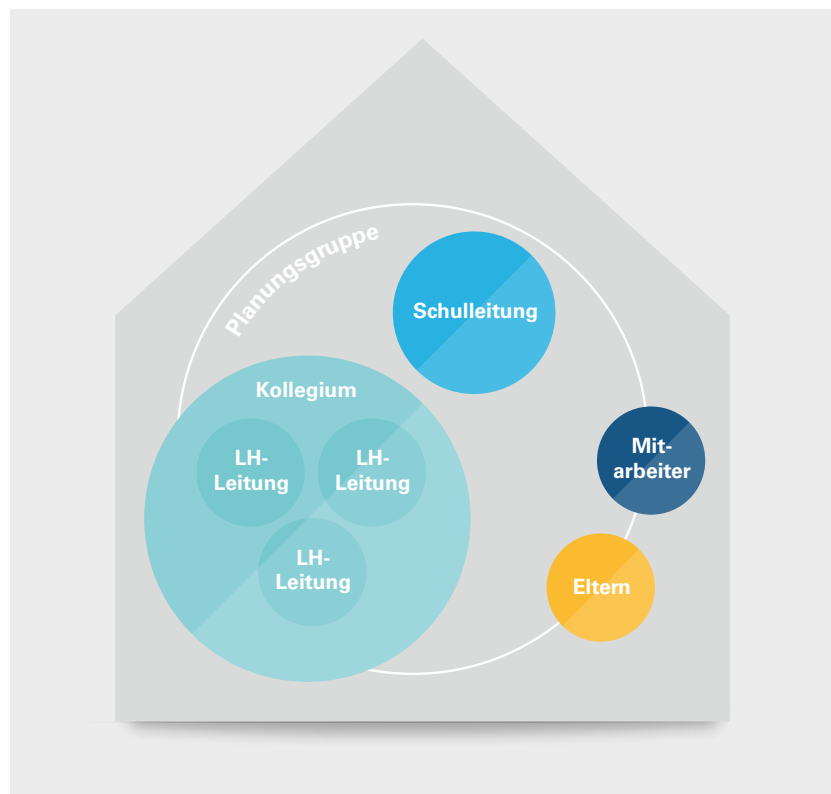 Planungsgruppe
Schulleitung
Kollegium
LH-
Leitung
LH-
Leitung
Mit-
arbeiter
LH-
Leitung
Eltern